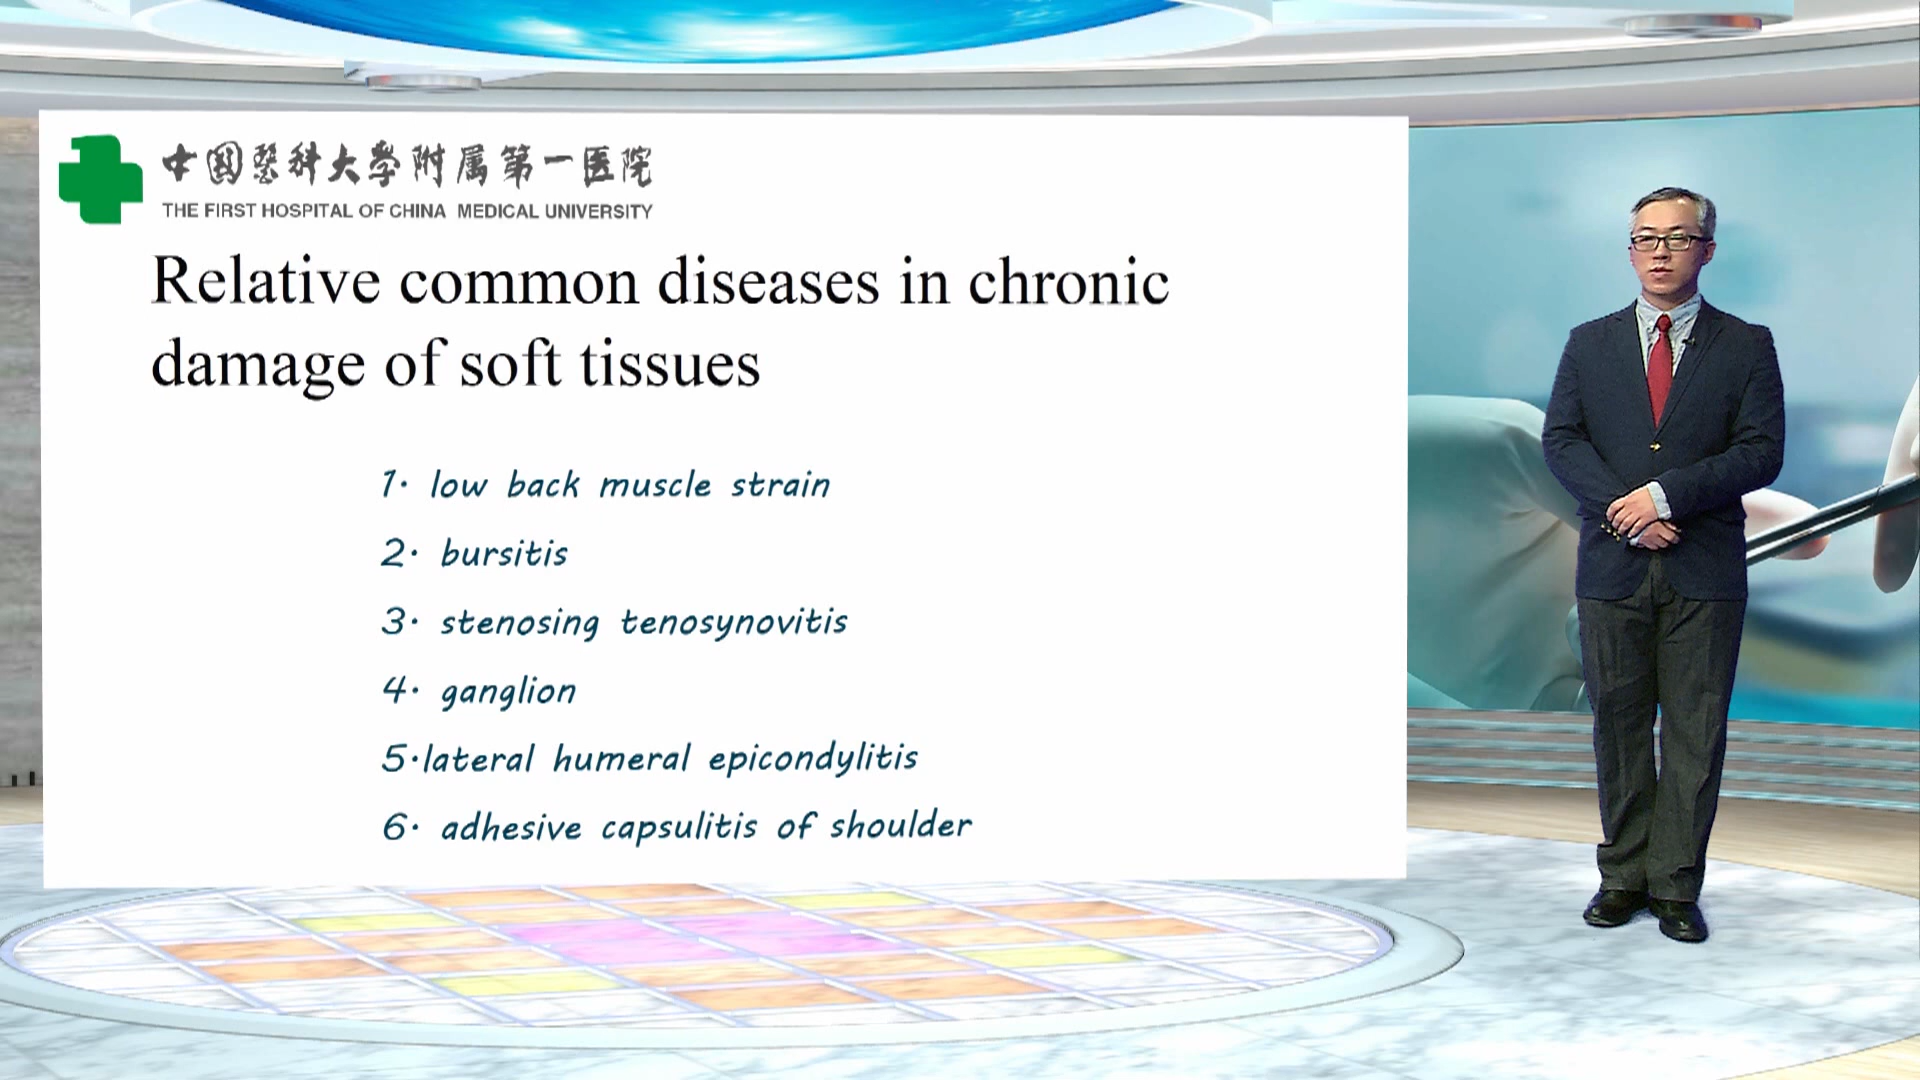 中国醫科大學附属第一医院
THE FIRST HOSPITAL OF CHINA MEDICAL UNIVERSITY
Relative common diseases in chronic
damage of soft tissues
1. low back muscle strain
2. bursitis
3. stenosing tenosynovitis
4. ganglion
5.lateral humeral epicondylitis
6. adhesive capsulitis of shoulder